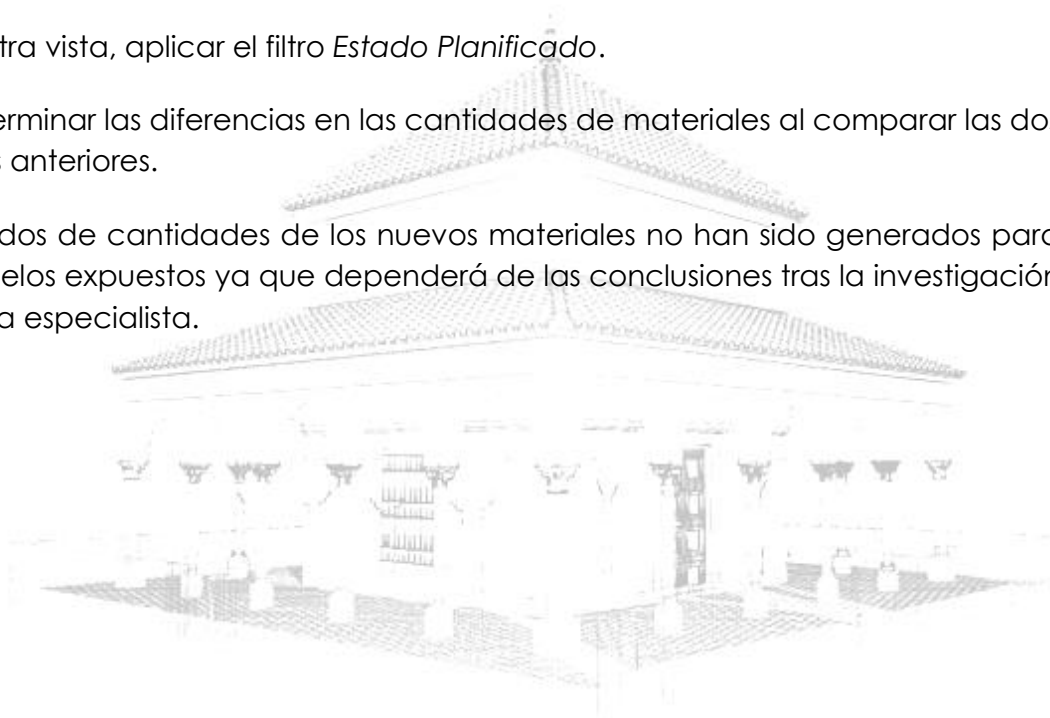 tra vista, aplicar el filtro Estado Planificado.
erminar las diferencias en las cantidades de materiales al comparar las do
s anteriores.
dos de cantidades de los nuevos materiales no han sido generados para
elos expuestos ya que dependerá de las conclusiones tras la investigación
a especialista.